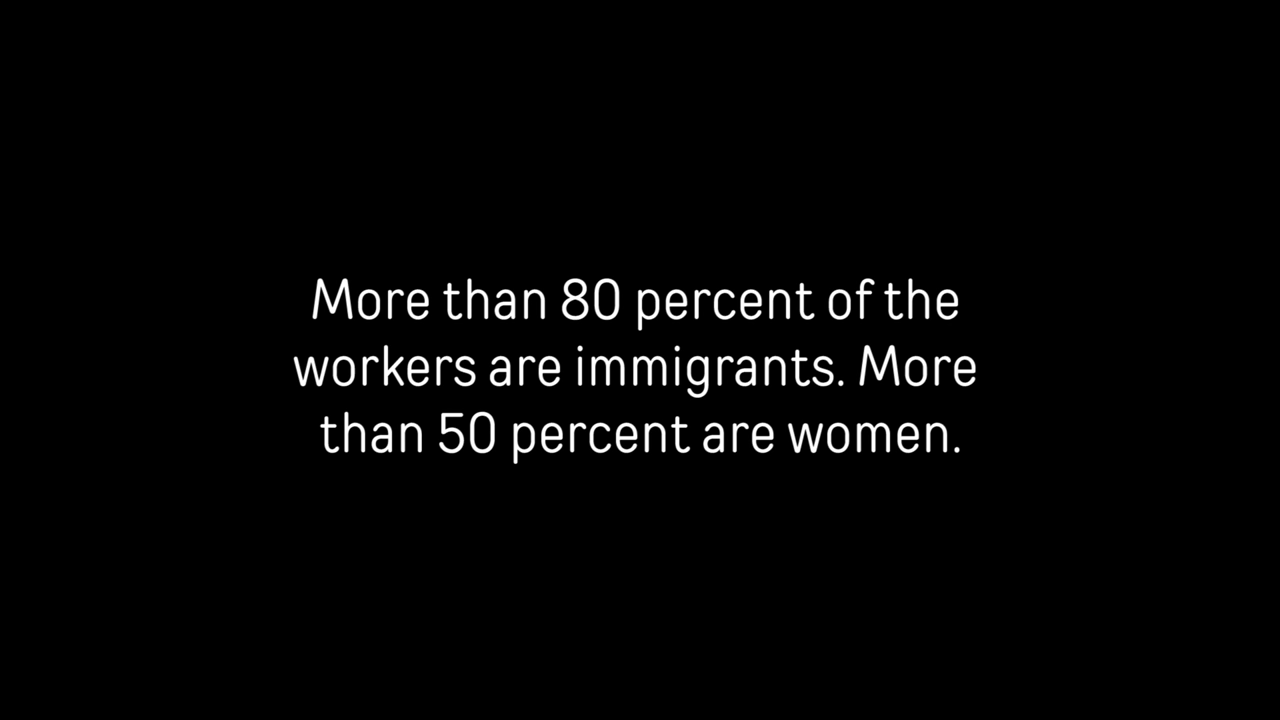 More than 80 percent of the
workers are immigrants. More
than 50 percent are women.